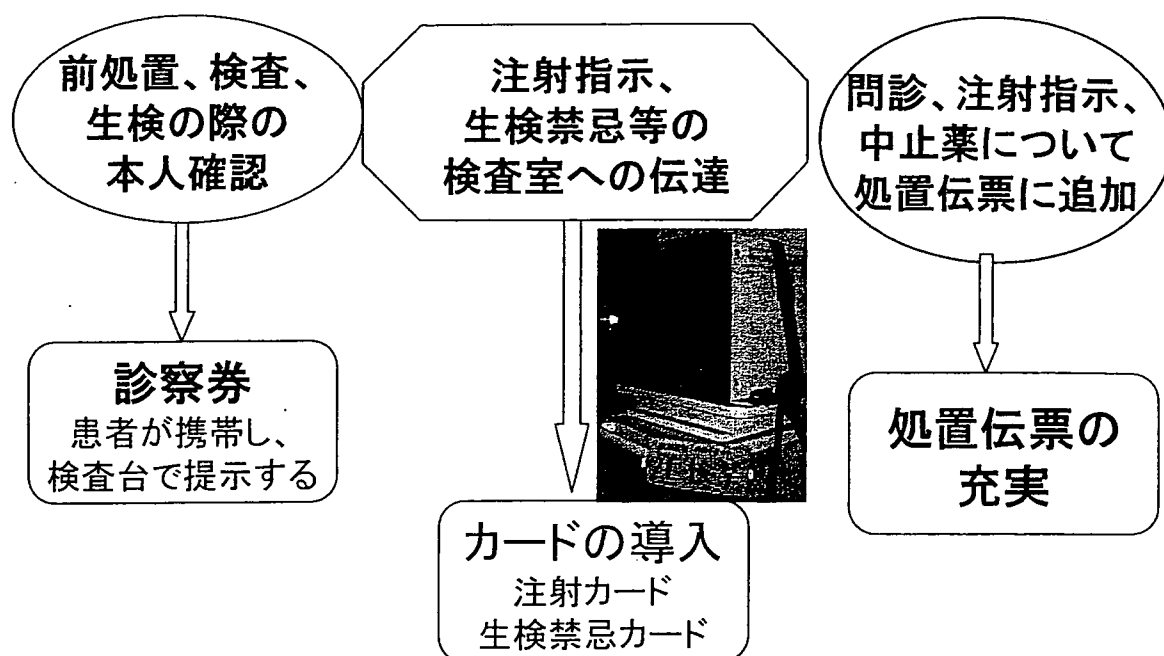 前処置、検査、
生検の際の
本人確認
注射指示、
生検禁忌等の
検査室への伝達
問診、注射指示、
中止薬について
処置伝票に追加
診察券
患者が携帯し、
検査台で提示する
カードの導入
注射カード
生検禁忌カード
処置伝票の
充実